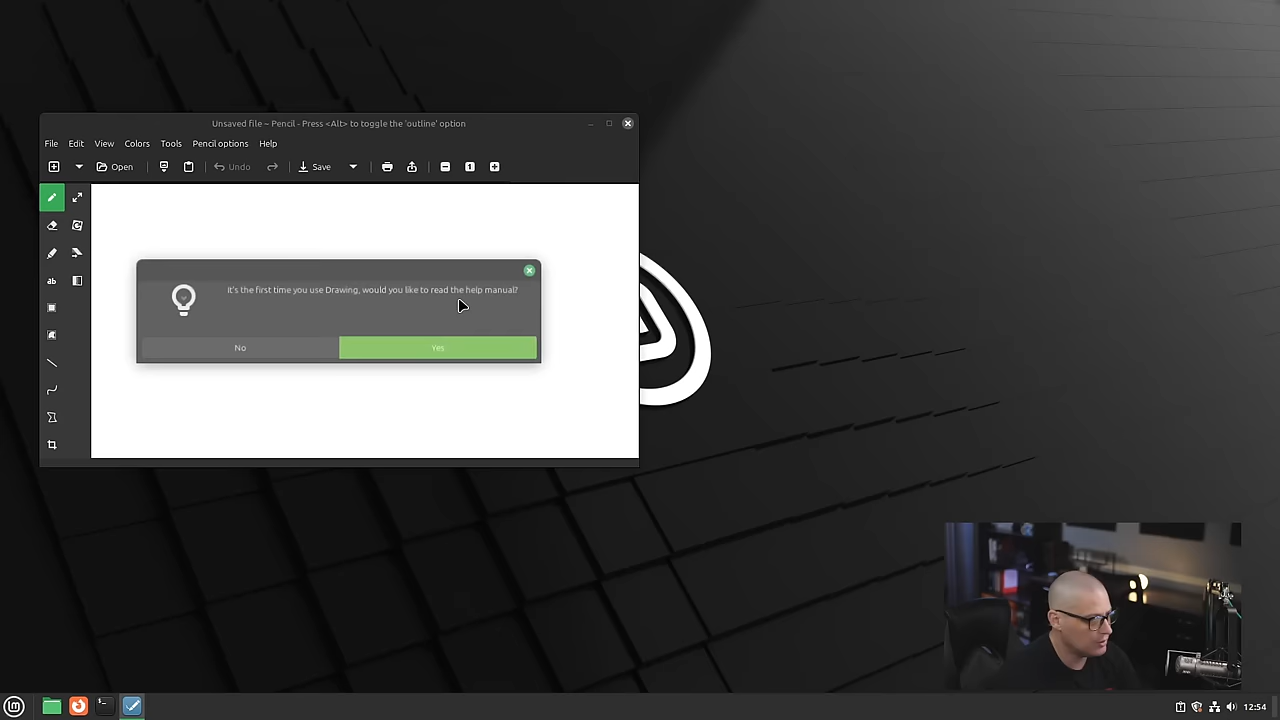 Unsaved file ~ Pencil - Press <Alt> to toggle the 'outline' option
File Edit View Colors Tools Pencil options Help
Open Undo Save 1
ab
It's the first time you use Drawing, would you like to read the help manual?
No Yes
12:54